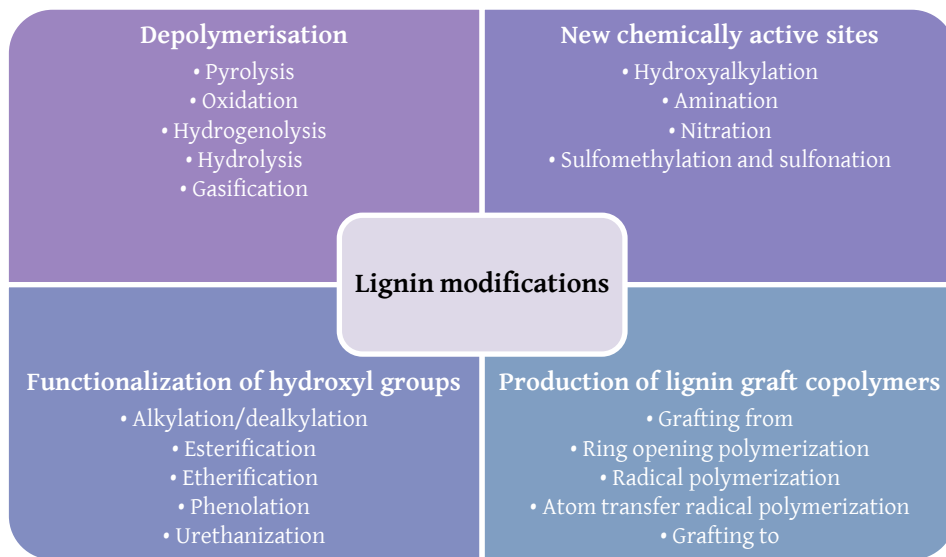 Depolymerisation
• Pyrolysis
• Oxidation
• Hydrogenolysis
• Hydrolysis
• Gasification
New chemically active sites
• Hydroxyalkylation
• Amination
• Nitration
• Sulfomethylation and sulfonation
Lignin modifications
Functionalization of hydroxyl groups
• Alkylation/dealkylation
• Esterification
• Etherification
• Phenolation
• Urethanization
Production of lignin graft copolymers
• Grafting from
• Ring opening polymerization
• Radical polymerization
• Atom transfer radical polymerization
• Grafting to